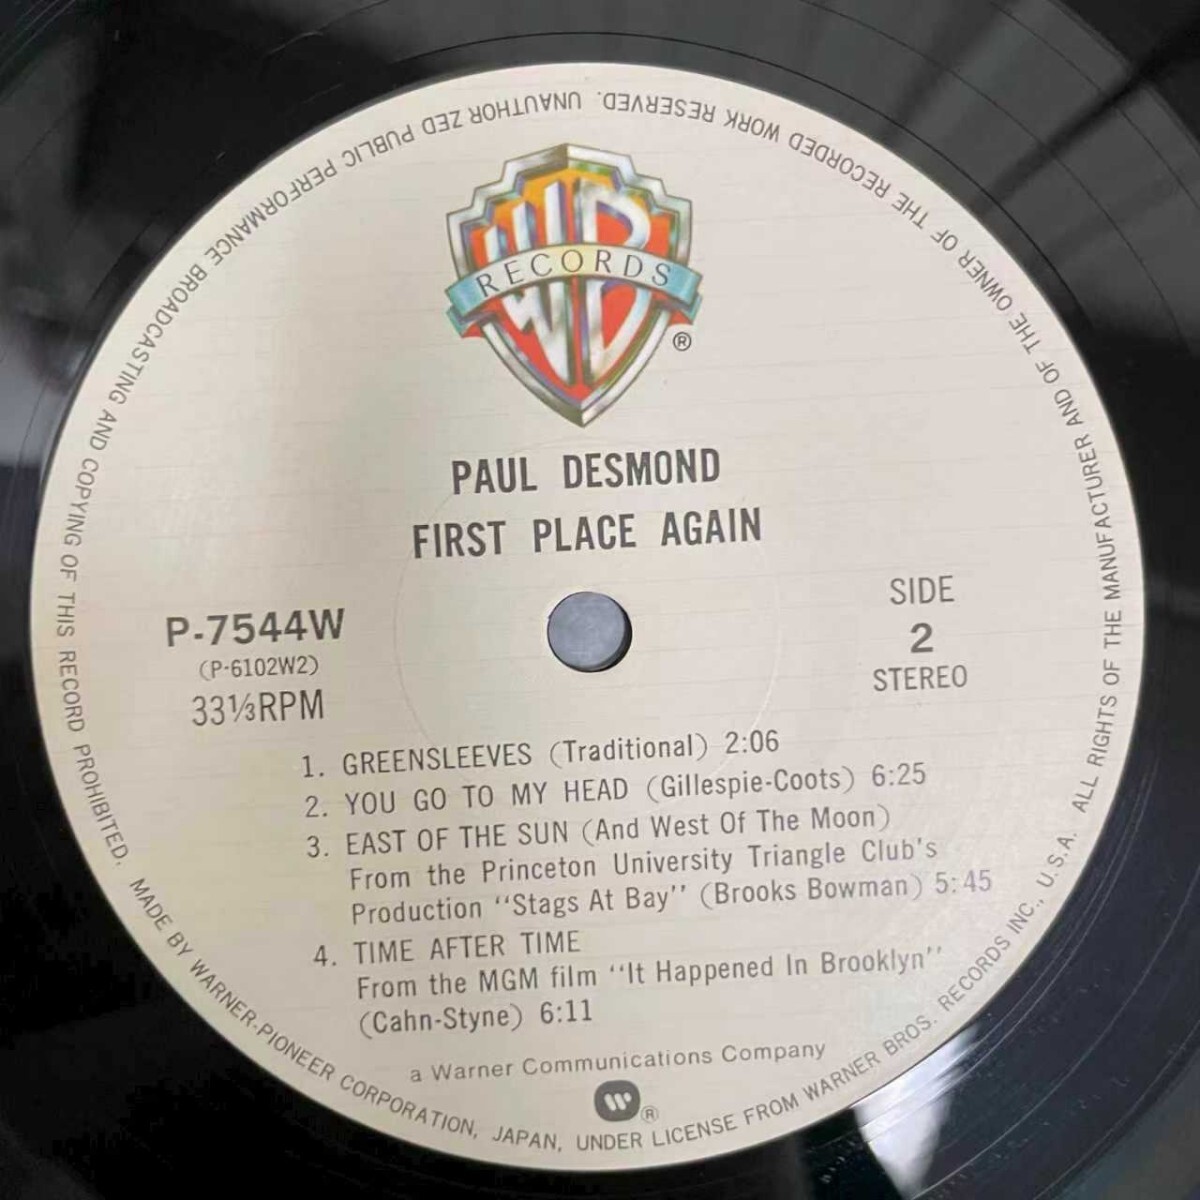 WB
RECORDS
®
PAUL DESMOND
FIRST PLACE AGAIN
P-7544W
(P-6102W2)
33⅓RPM
SIDE
2
STEREO
1. GREENSLEEVES (Traditional) 2:06
2. YOU GO TO MY HEAD (Gillespie-Coots) 6:25
3. EAST OF THE SUN (And West Of The Moon)
From the Princeton University Triangle Club's
Production "Stags At Bay" (Brooks Bowman) 5:45
4. TIME AFTER TIME
From the MGM film "It Happened In Brooklyn"
(Cahn-Styne) 6:11
a Warner Communications Company
W ®
MADE BY WARNER-PIONEER CORPORATION, JAPAN, UNDER LICENSE FROM WARNER BROS. RECORDS INC., U.S.A. ALL RIGHTS OF THE MANUFACTURER AND OF THE OWNER OF THE RECORDED WORK RESERVED. UNAUTHOR ZED PUBLIC PERFORMANCE BROADCASTING AND COPYING OF THIS RECORD PROHIBITED.